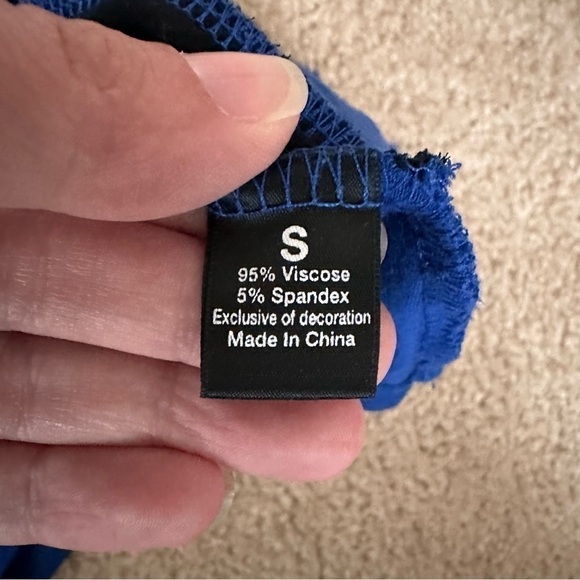 S
95% Viscose
5% Spandex
Exclusive of decoration
Made In China